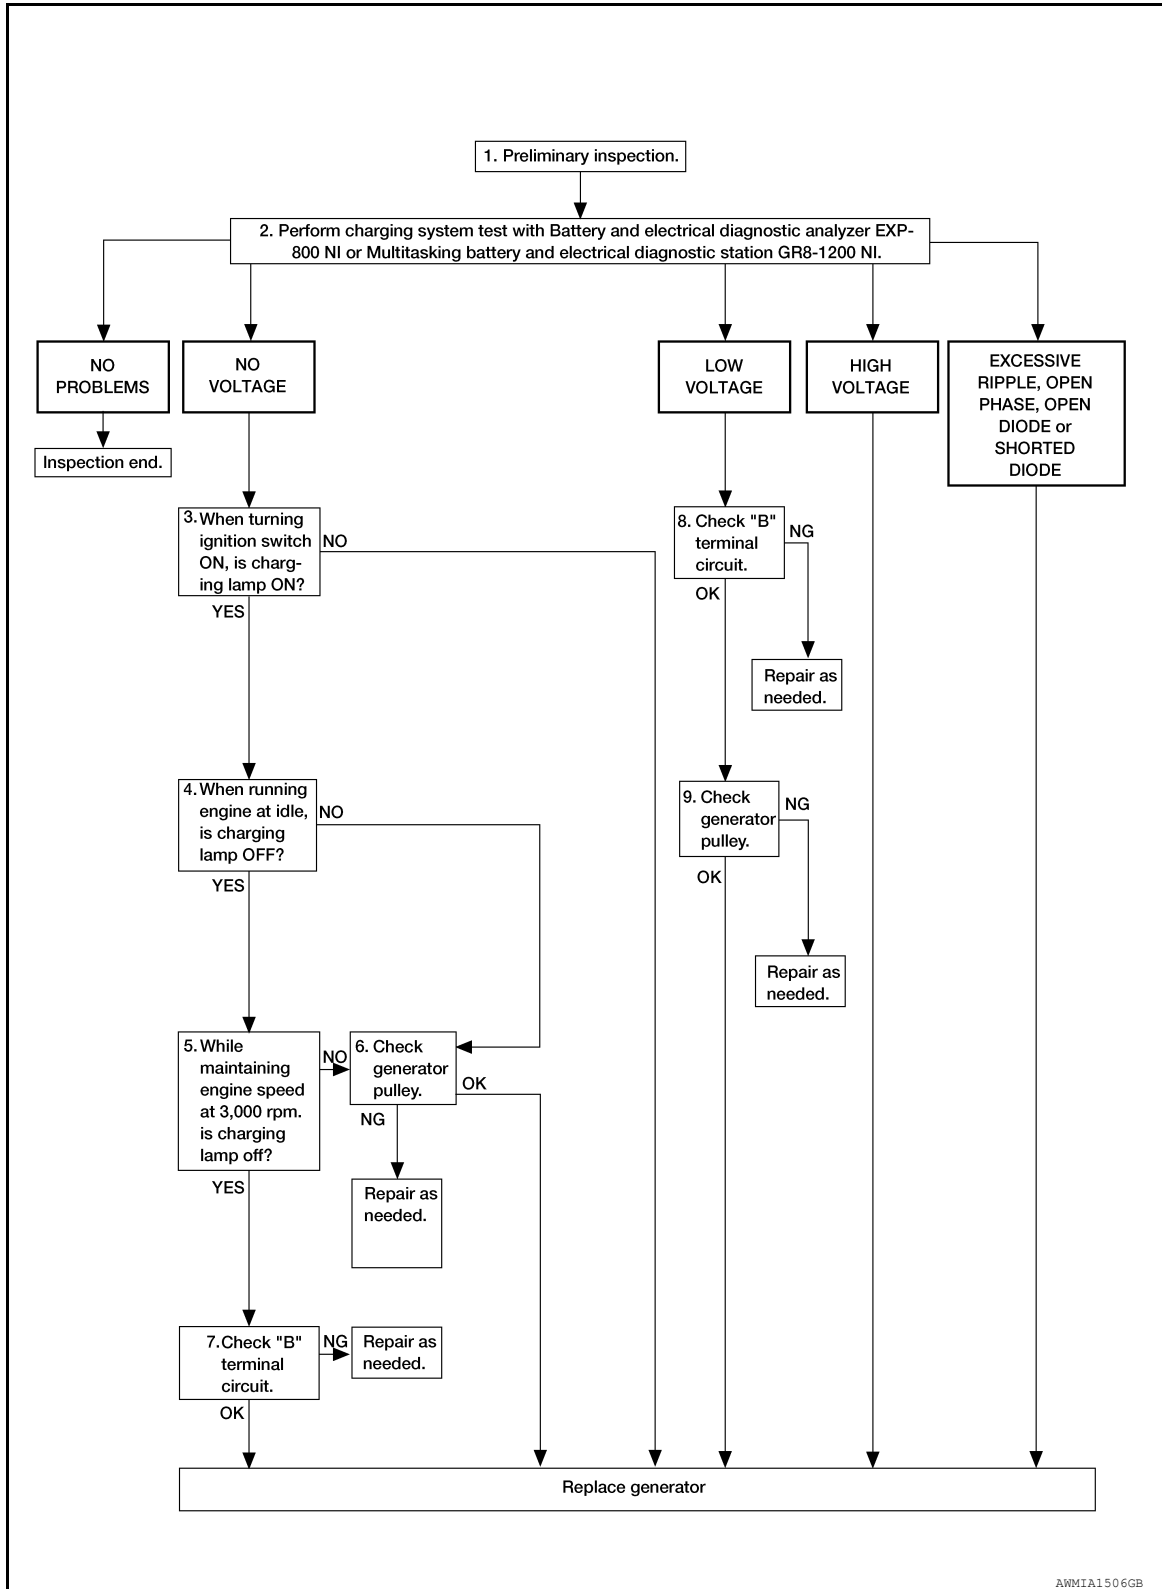 1. Preliminary inspection.
2. Perform charging system test with Battery and electrical diagnostic analyzer EXP-
800 NI or Multitasking battery and electrical diagnostic station GR8-1200 NI.
NO
PROBLEMS
NO
VOLTAGE
LOW
VOLTAGE
HIGH
VOLTAGE
EXCESSIVE
RIPPLE, OPEN
PHASE, OPEN
DIODE or
SHORTED
DIODE
Inspection end.
3. When turning
ignition switch
ON, is charg-
ing lamp ON?
NO
YES
8. Check "B"
terminal
circuit.
NG
OK
Repair as
needed.
4. When running
engine at idle,
is charging
lamp OFF?
NO
YES
9. Check
generator
pulley.
NG
OK
Repair as
needed.
5. While
maintaining
engine speed
at 3,000 rpm.
is charging
lamp off?
NO
YES
6. Check
generator
pulley.
OK
NG
Repair as
needed.
7. Check "B"
terminal
circuit.
NG
OK
Repair as
needed.
Replace generator
AWMIA1506GB